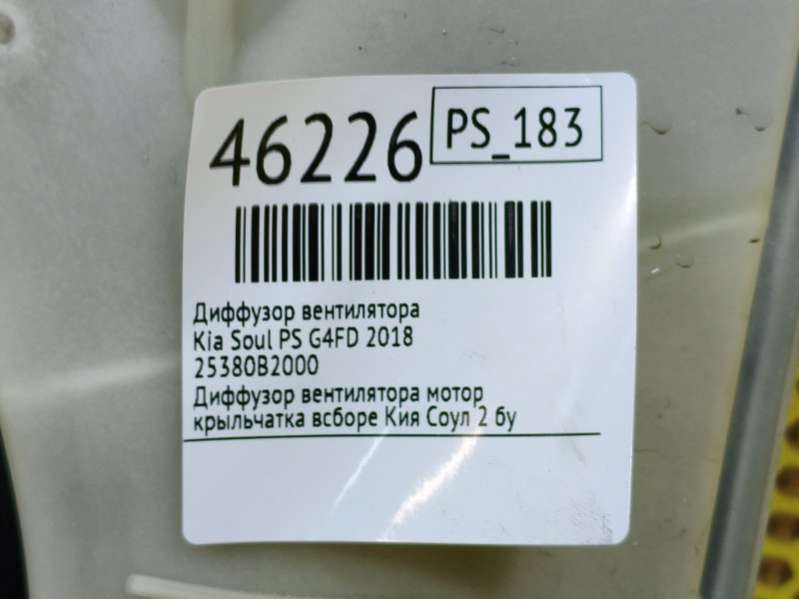 46226
PS_183
Диффузор вентилятора
Kia Soul PS G4FD 2018
25380B2000
Диффузор вентилятора мотор
крыльчатка всборе Кия Соул 2 бу